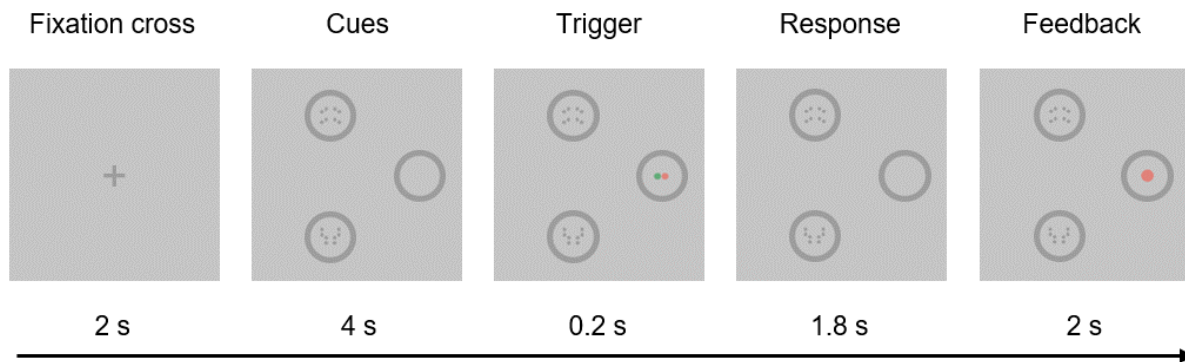 Fixation cross Cues Trigger Response Feedback
2 s 4 s 0.2 s 1.8 s 2 s